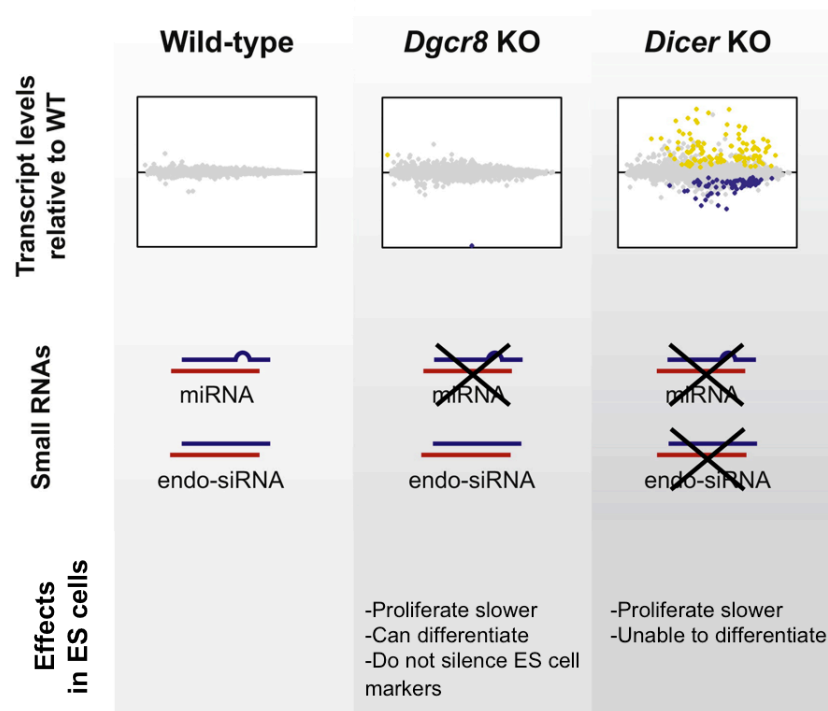 Wild-type
Dgcr8 KO
Dicer KO
Transcript levels
relative to WT
Small RNAs
miRNA
miRNA
miRNA
endo-siRNA
endo-siRNA
endo-siRNA
Effects
in ES cells
-Proliferate slower
-Can differentiate
-Do not silence ES cell
markers
-Proliferate slower
-Unable to differentiate